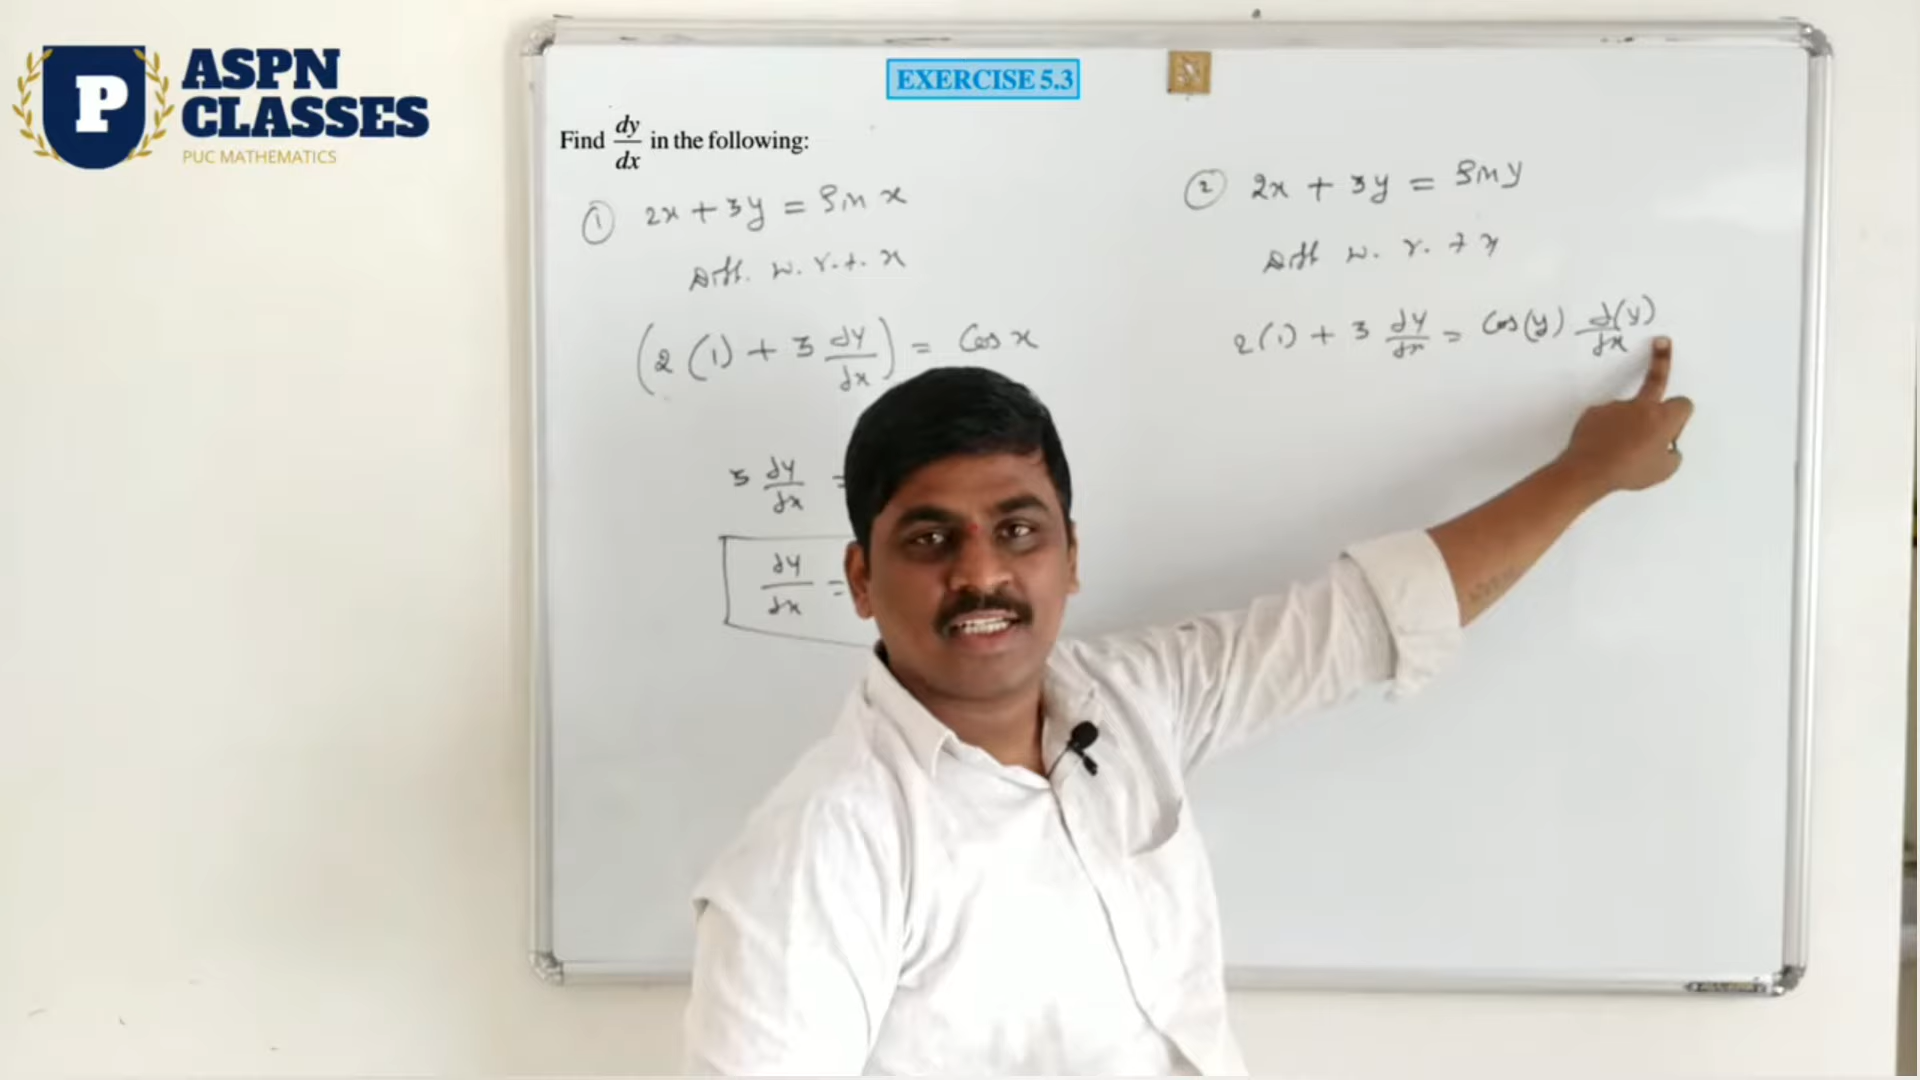 ASPN
CLASSES
PUC MATHEMATICS
EXERCISE 5.3
Find dy/dx in the following:
① 2x + 3y = Sin x
Diff. w.r.t. x
(2(1) + 3 dy/dx) = Cos x
3 dy/dx =
dy/dx =
② 2x + 3y = Siny
Diff w.r.t x
2(1) + 3 dy/dx = Cos(y) d(y)/dx